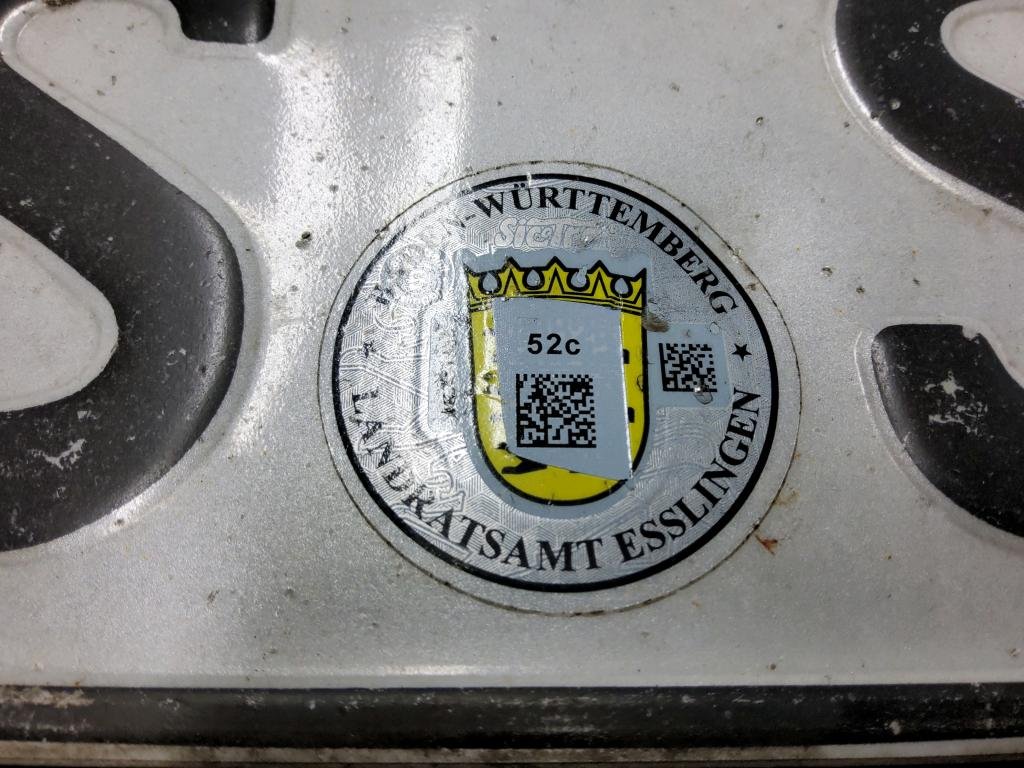 S
-WÜRTTEMBERG
52c
LANDRATSAMT ESSLINGEN